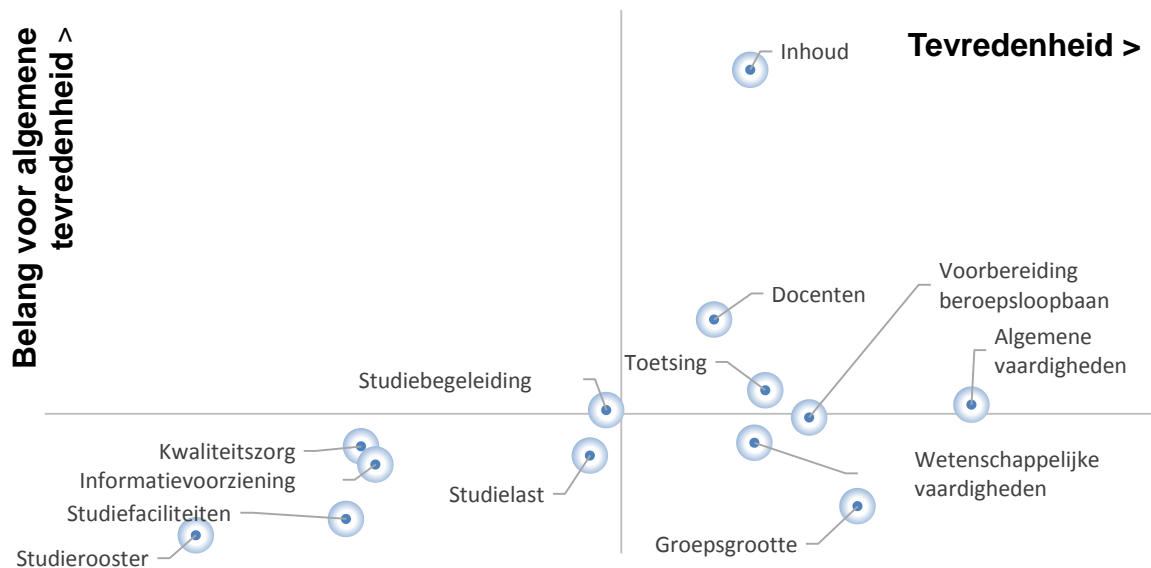 Belang voor algemene
tevredenheid >
Tevredenheid >
Inhoud
Docenten
Voorbereiding
beroepsloopbaan
Algemene
vaardigheden
Toetsing
Studiebegeleiding
Kwaliteitszorg
Informatievoorziening
Studielast
Wetenschappelijke
vaardigheden
Studiefaciliteiten
Groepsgrootte
Studierooster